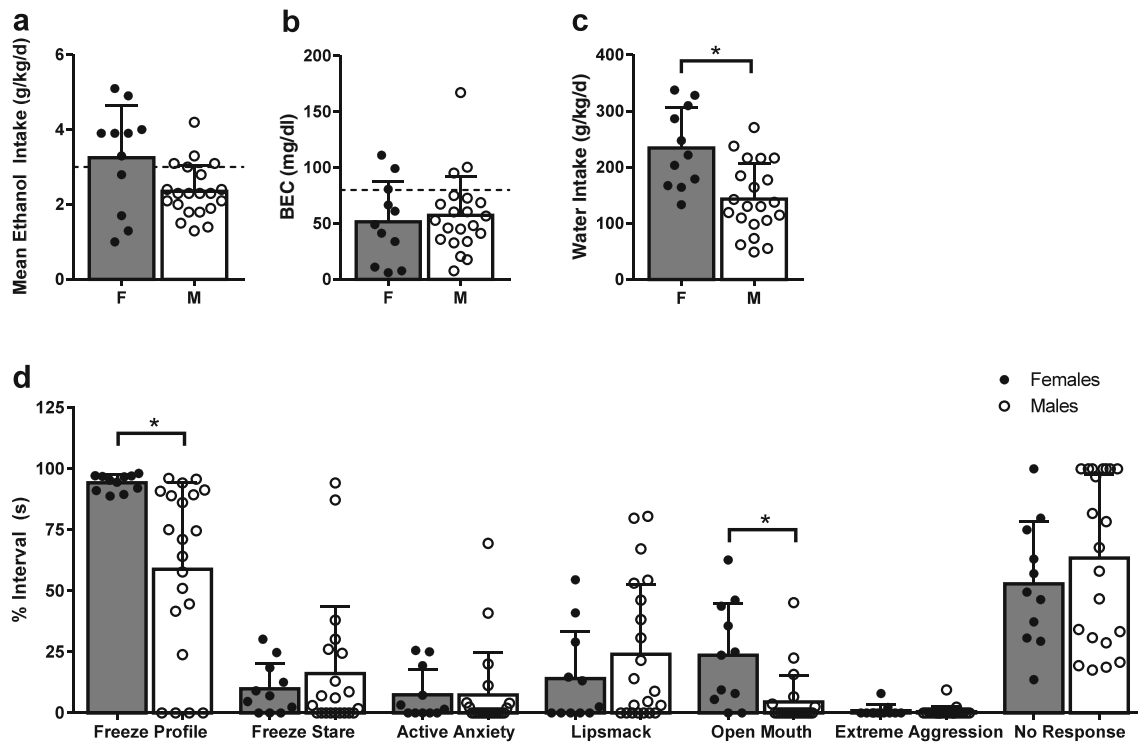 a
b
c
Mean Ethanol Intake (g/kg/d)
6
4
2
0
F M
BEC (mg/dl)
200
150
100
50
0
F M
Water Intake (g/kg/d)
400
300
200
100
0
*
F M
d
Females
Males
% Interval (s)
125
100
75
50
25
0
*
*
Freeze Profile Freeze Stare Active Anxiety Lipsmack Open Mouth Extreme Aggression No Response